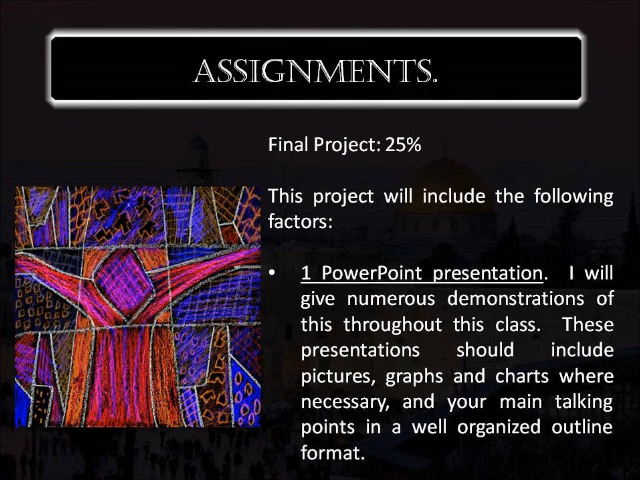 ASSIGNMENTS.
Final Project: 25%
This project will include the following
factors:
• 1 PowerPoint presentation. I will
give numerous demonstrations of
this throughout this class. These
presentations should include
pictures, graphs and charts where
necessary, and your main talking
points in a well organized outline
format.